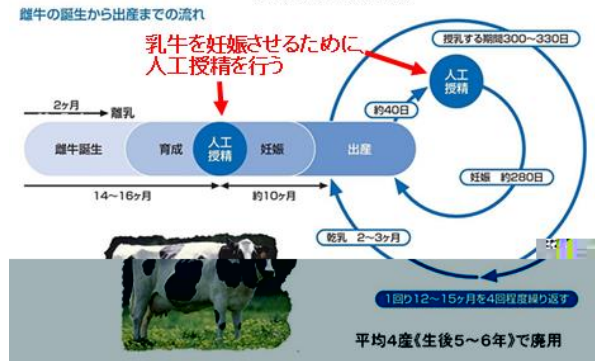 雌牛の誕生から出産までの流れ
乳牛を妊娠させるために
人工授精を行う
授乳する期間300～330日
人工
授精
約40日
2ヶ月
離乳
雌牛誕生
育成
人工
授精
妊娠
出産
妊娠 約280日
14～16ヶ月
約10ヶ月
乾乳 2～3ヶ月
1回り12～15ヶ月を4回程度繰り返す
平均4産《生後5～6年》で廃用